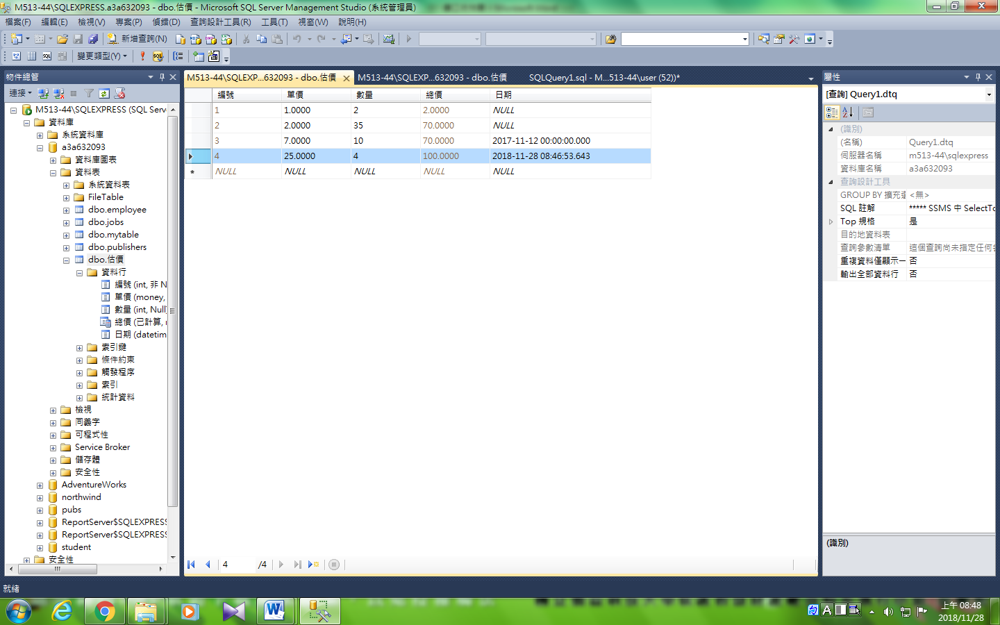 M513-44\SQLEXPRESS.a3a632093 - dbo.估價 - Microsoft SQL Server Management Studio (系統管理員)
檔案(F) 編輯(E) 檢視(V) 專案(P) 偵錯(D) 查詢設計工具(R) 工具(T) 視窗(W) 說明(H)
新增查詢(N)
變更類型(Y)
物件總管
連接
M513-44\SQLEXPRESS (SQL Serv
資料庫
系統資料庫
a3a632093
資料庫圖表
資料表
系統資料表
FileTable
dbo.employee
dbo.jobs
dbo.mytable
dbo.publishers
dbo.估價
資料行
編號 (int, 非 N
單價 (money,
數量 (int, Null)
總價 (已計算, 
日期 (datetim
索引鍵
條件約束
觸發程序
索引
統計資料
檢視
同義字
可程式性
Service Broker
儲存體
安全性
AdventureWorks
northwind
pubs
ReportServer$SQLEXPRESS
ReportServer$SQLEXPRESS
student
安全性
M513-44\SQLEXP...632093 - dbo.估價 M513-44\SQLEXP...632093 - dbo.估價 SQLQuery1.sql - M...513-44\user (52))*
編號 單價 數量 總價 日期
1 1.0000 2 2.0000 NULL
2 2.0000 35 70.0000 NULL
3 7.0000 10 70.0000 2017-11-12 00:00:00.000
4 25.0000 4 100.0000 2018-11-28 08:46:53.643
NULL NULL NULL NULL NULL
4 /4
屬性
[查詢] Query1.dtq
(識別)
(名稱) Query1.dtq
伺服器名稱 m513-44\sqlexpress
資料庫名稱 a3a632093
查詢設計工具
GROUP BY 擴充選 <無>
SQL 註解 ***** SSMS 中 SelectTo
Top 規格 是
目的地資料表
查詢參數清單 這個查詢尚未指定任何
重複資料僅顯示一 否
輸出全部資料行 否
(識別)
就緒
A
上午 08:48
2018/11/28